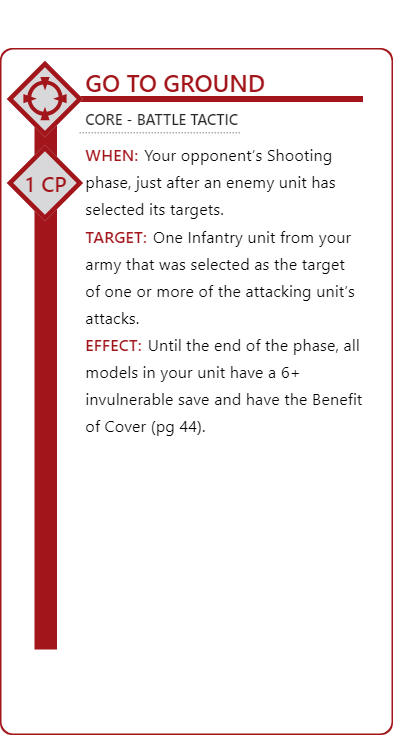 GO TO GROUND
CORE - BATTLE TACTIC
1 CP
WHEN: Your opponent's Shooting
phase, just after an enemy unit has
selected its targets.
TARGET: One Infantry unit from your
army that was selected as the target
of one or more of the attacking unit's
attacks.
EFFECT: Until the end of the phase, all
models in your unit have a 6+
invulnerable save and have the Benefit
of Cover (pg 44).